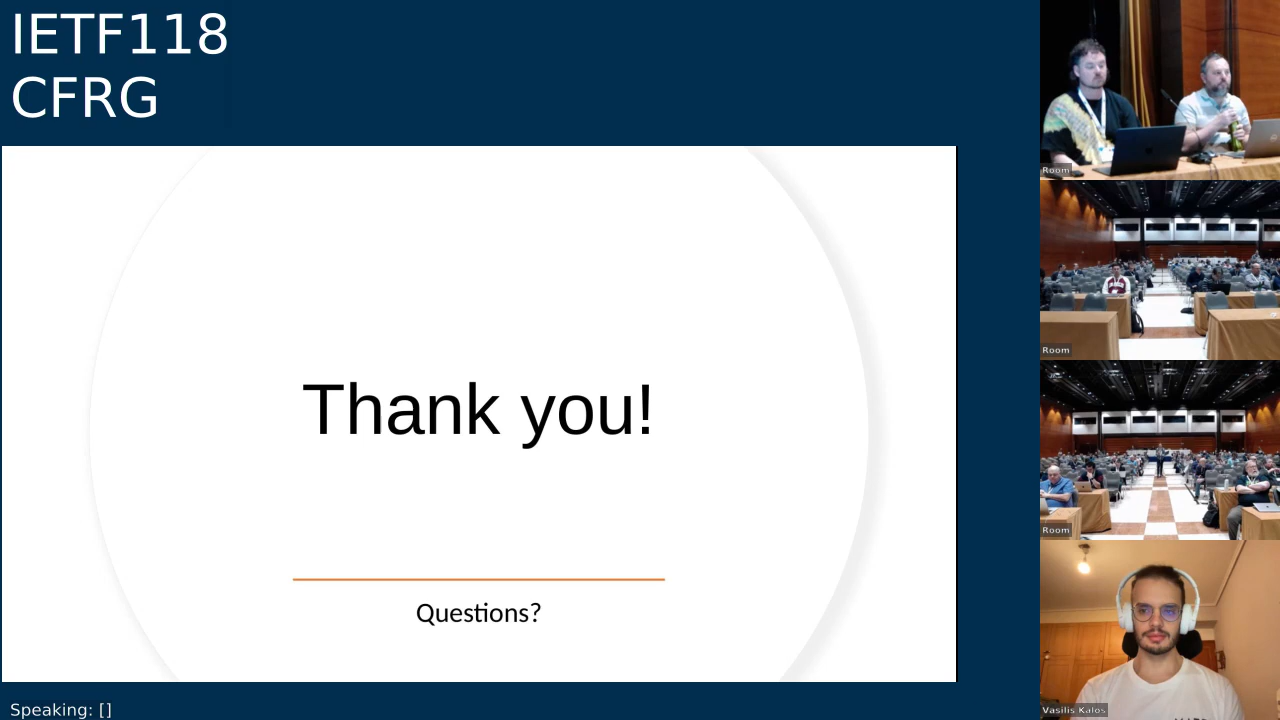 IETF118
CFRG
Thank you!
Questions?
Speaking: []
Room
Room
Room
Vasilis Kalos